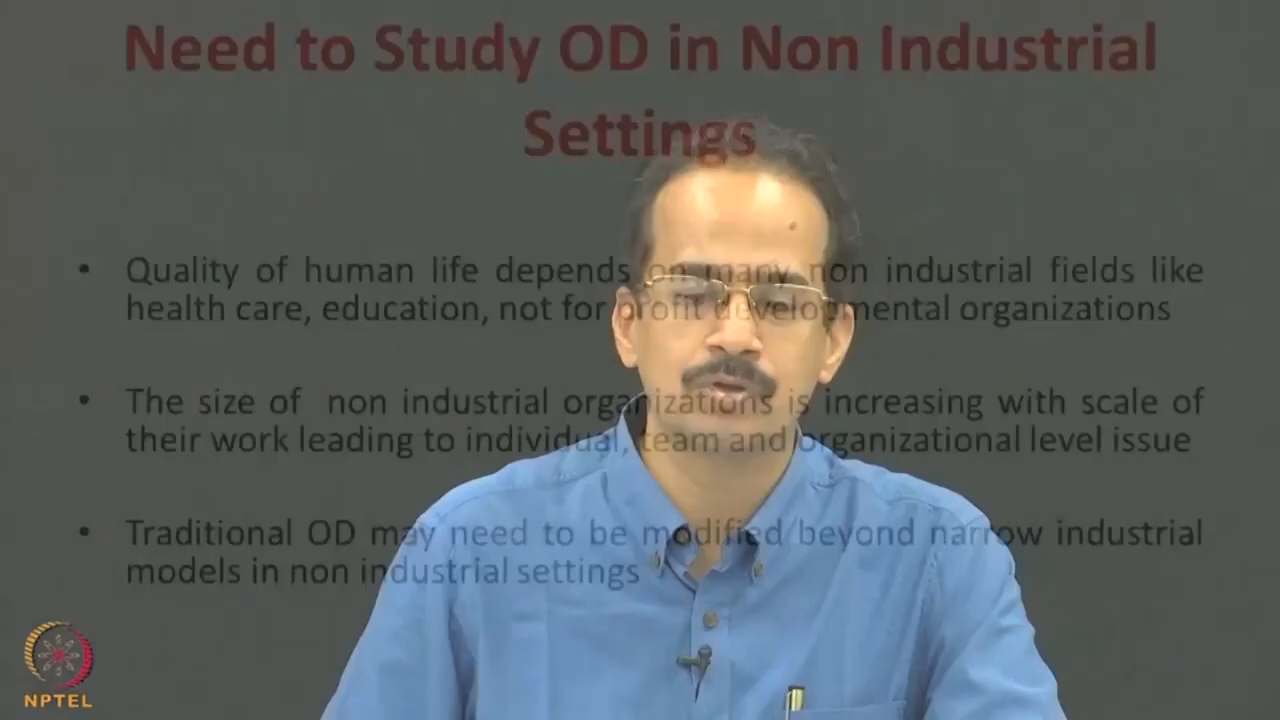 Need to Study OD in Non Industrial
Settings
• Quality of human life depends on many non industrial fields like
health care, education, not for profit developmental organizations
• The size of non industrial organizations is increasing with scale of
their work leading to individual, team and organizational level issue
• Traditional OD may need to be modified beyond narrow industrial
models in non industrial settings
NPTEL